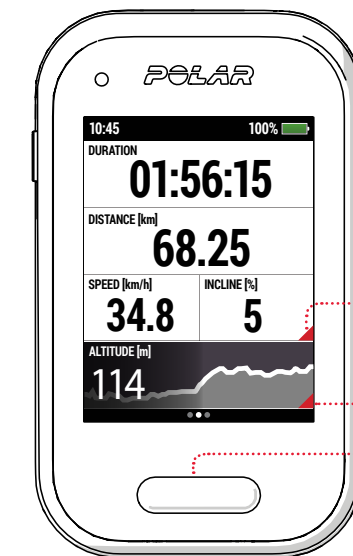 POLAR
10:45 100%
DURATION
01:56:15
DISTANCE [km]
68.25
SPEED [km/h] INCLINE [%]
34.8 5
ALTITUDE [m]
114